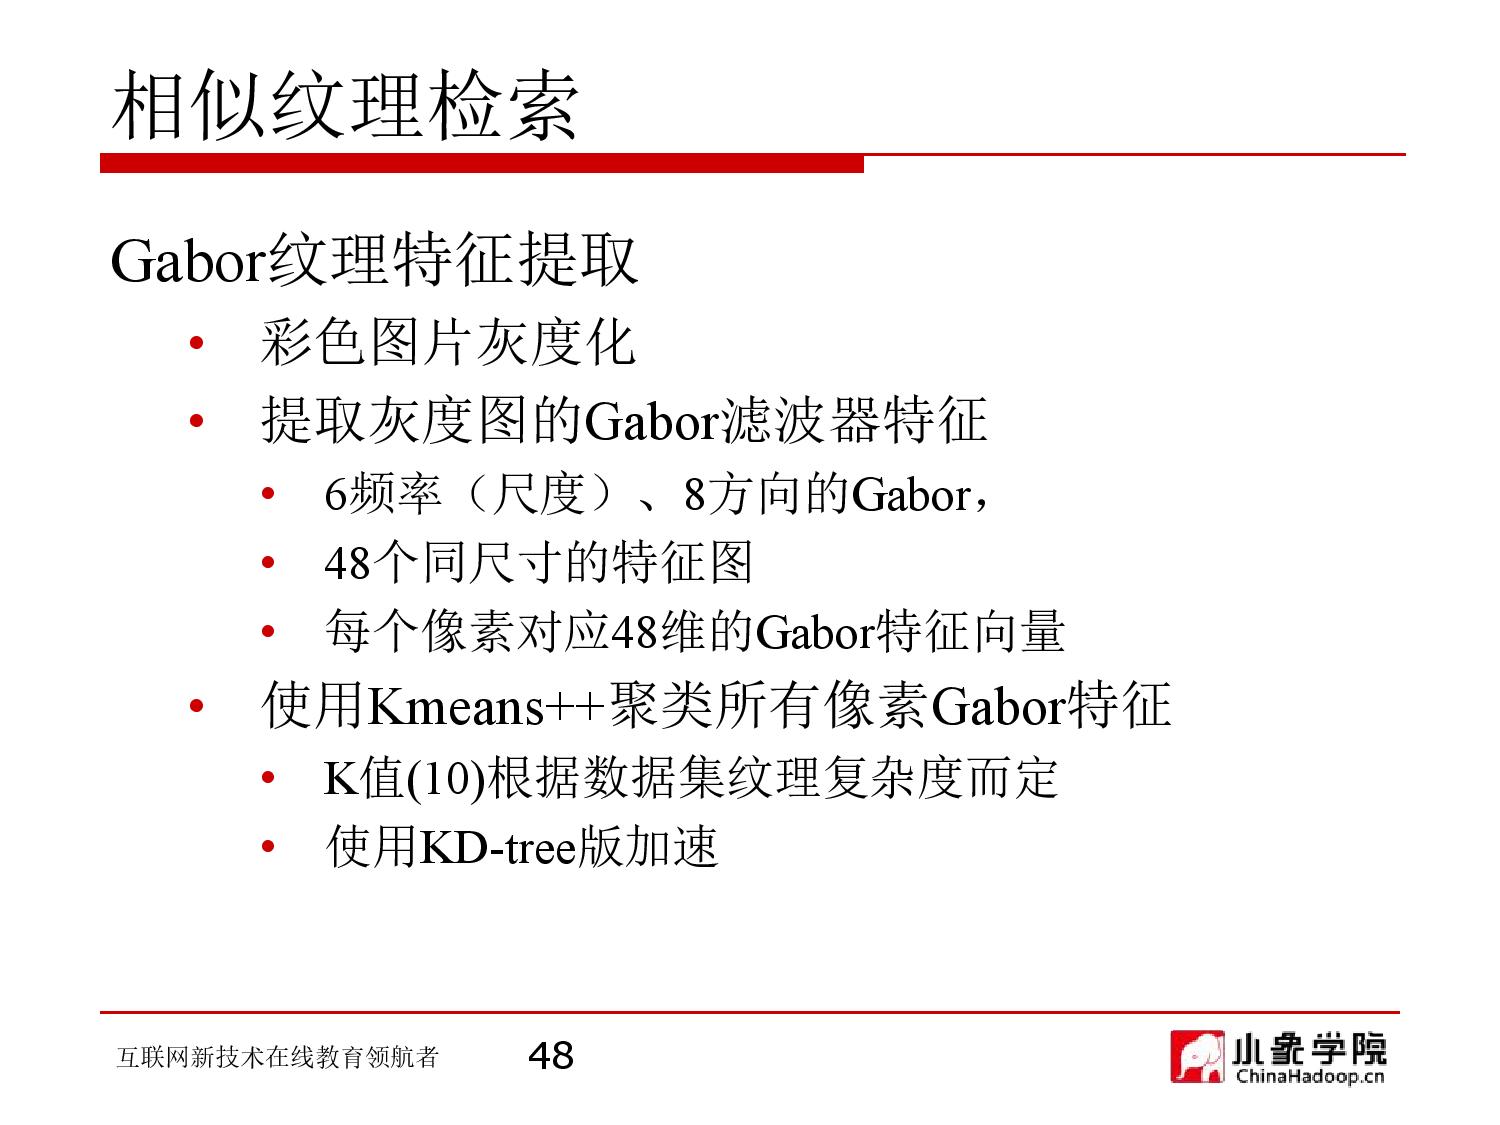 相似纹理检索
Gabor纹理特征提取
• 彩色图片灰度化
• 提取灰度图的Gabor滤波器特征
• 6频率（尺度）、8方向的Gabor，
• 48个同尺寸的特征图
• 每个像素对应48维的Gabor特征向量
• 使用Kmeans++聚类所有像素Gabor特征
• K值(10)根据数据集纹理复杂度而定
• 使用KD-tree版加速
互联网新技术在线教育领航者
48
小象学院
ChinaHadoop.cn